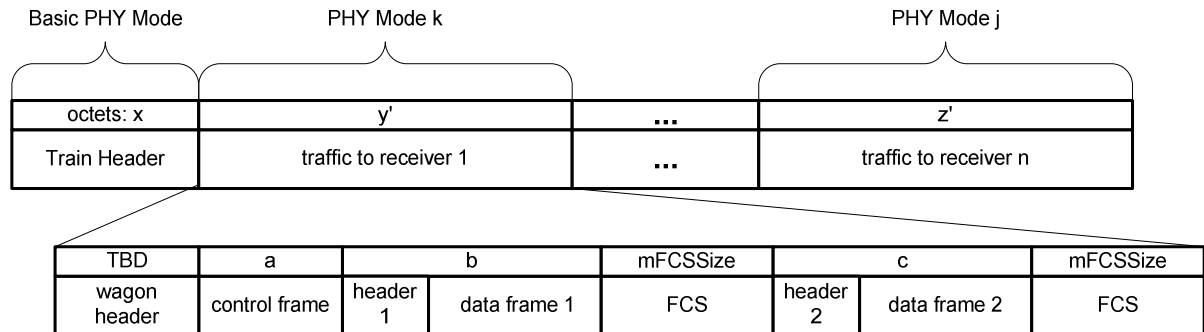 Basic PHY Mode PHY Mode k PHY Mode j
octets: x y' ... z'
Train Header traffic to receiver 1 ... traffic to receiver n
TBD a b mFCSSize c mFCSSize
wagon header control frame header 1 data frame 1 FCS header 2 data frame 2 FCS